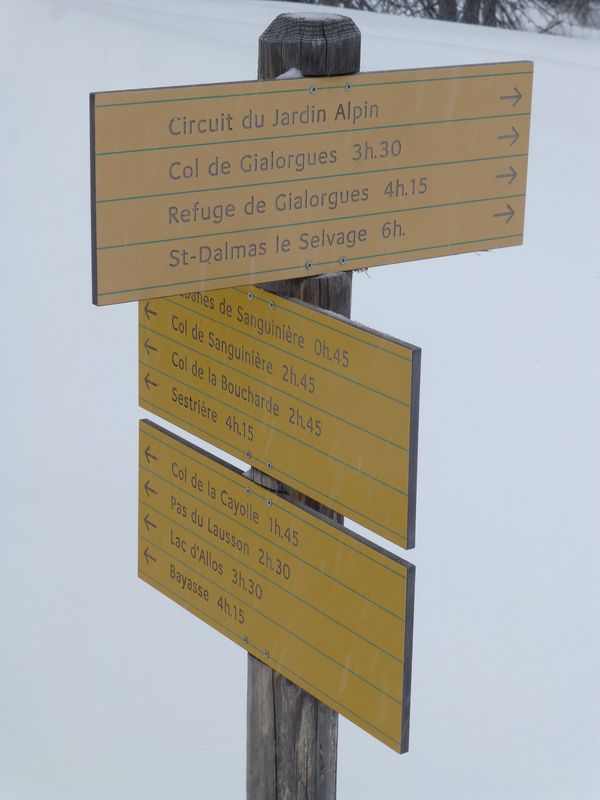 Circuit du Jardin Alpin →
Col de Gialorgues 3h.30 →
Refuge de Gialorgues 4h.15 →
St-Dalmas le Selvage 6h. →
← de Sanguinière 0h.45
← Col de Sanguinière 2h.45
← Col de la Boucharde 2h.45
Sestrière 4h.15
← Col de la Cayolle 1h.45
← Pas du Lausson 2h.30
← Lac d'Allos 3h.30
← Bayasse 4h.15